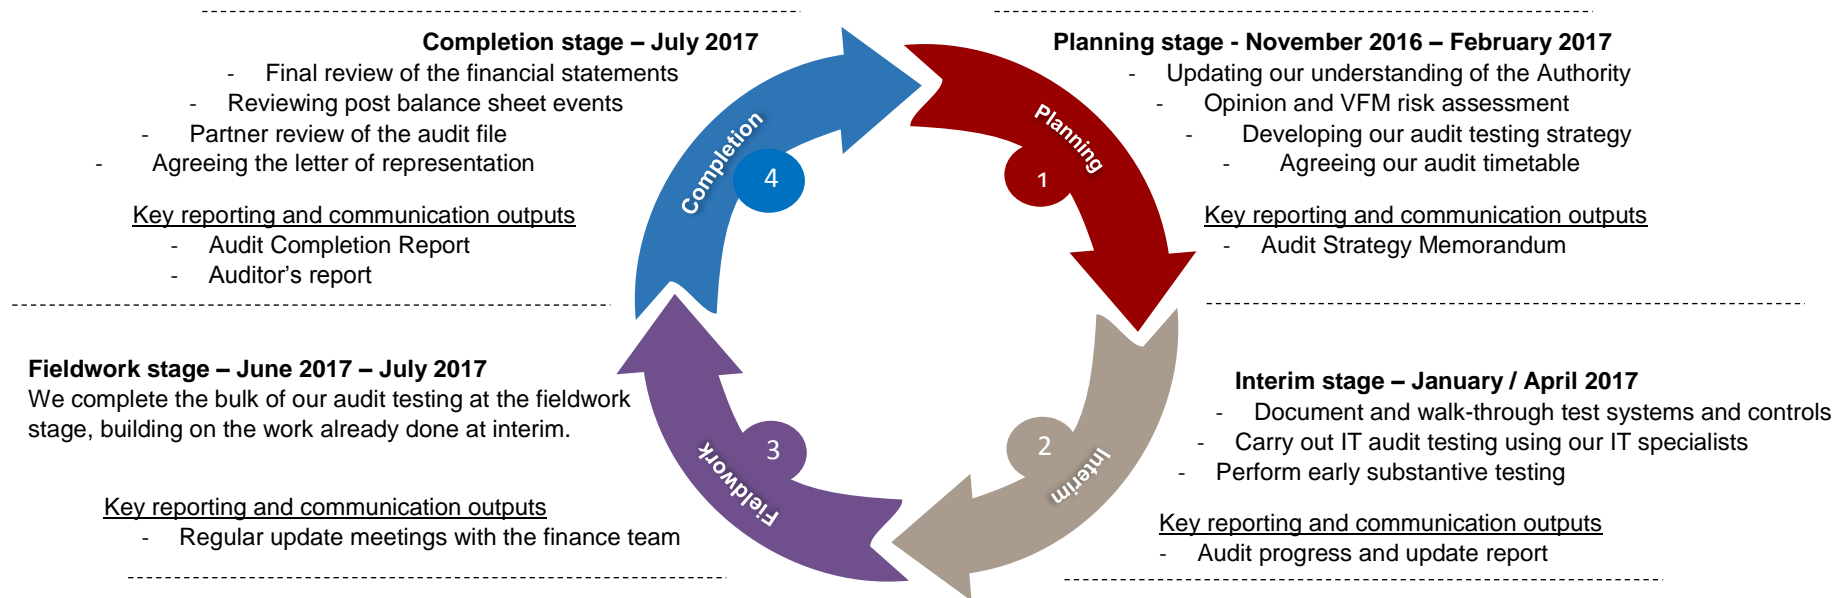 Planning stage - November 2016 – February 2017
- Updating our understanding of the Authority
- Opinion and VFM risk assessment
- Developing our audit testing strategy
- Agreeing our audit timetable
Key reporting and communication outputs
- Audit Strategy Memorandum
Planning
1
Interim stage – January / April 2017
- Document and walk-through test systems and controls
- Carry out IT audit testing using our IT specialists
- Perform early substantive testing
Key reporting and communication outputs
- Audit progress and update report
Interim
2
Fieldwork stage – June 2017 – July 2017
We complete the bulk of our audit testing at the fieldwork
stage, building on the work already done at interim.
Key reporting and communication outputs
- Regular update meetings with the finance team
Fieldwork
3
Completion stage – July 2017
- Final review of the financial statements
- Reviewing post balance sheet events
- Partner review of the audit file
- Agreeing the letter of representation
Key reporting and communication outputs
- Audit Completion Report
- Auditor’s report
Completion
4